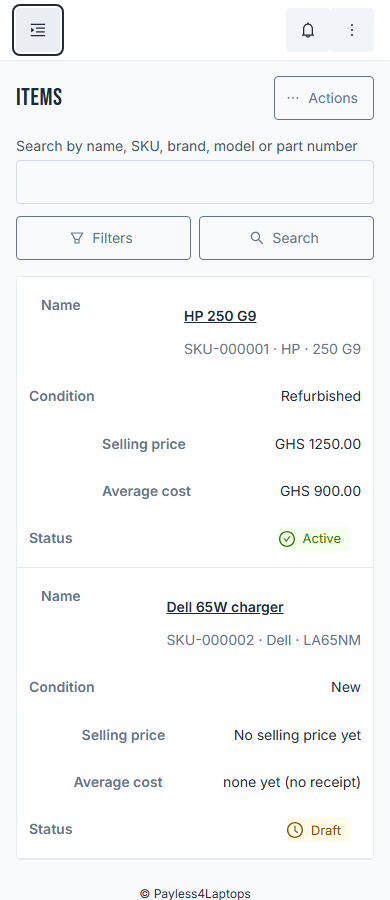 ITEMS
··· Actions
Search by name, SKU, brand, model or part number
Filters
Search
Name
HP 250 G9
SKU-000001 · HP · 250 G9
Condition Refurbished
Selling price GHS 1250.00
Average cost GHS 900.00
Status Active
Name
Dell 65W charger
SKU-000002 · Dell · LA65NM
Condition New
Selling price No selling price yet
Average cost none yet (no receipt)
Status Draft
© Payless4Laptops